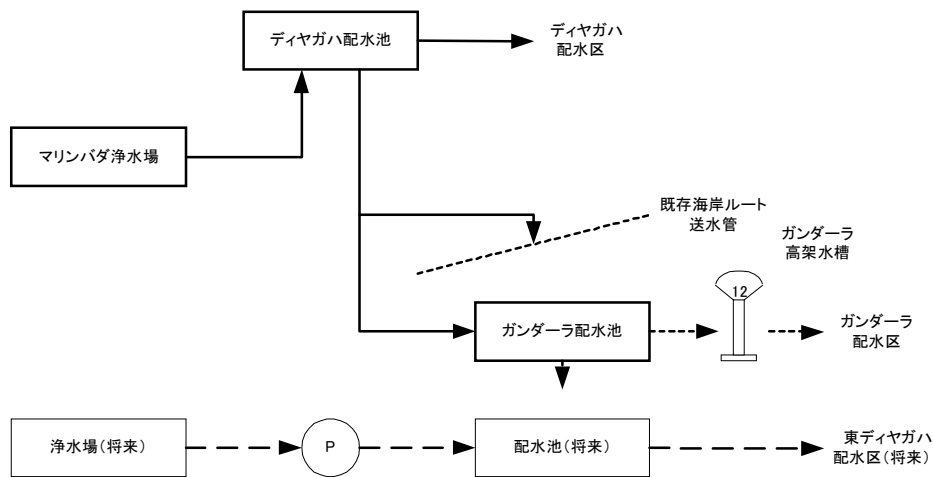 ディヤガハ配水池
ディヤガハ
配水区
マリンバダ浄水場
既存海岸ルート
送水管
ガンダーラ
高架水槽
12
ガンダーラ配水池
ガンダーラ
配水区
浄水場(将来)
P
配水池(将来)
東ディヤガハ
配水区(将来)